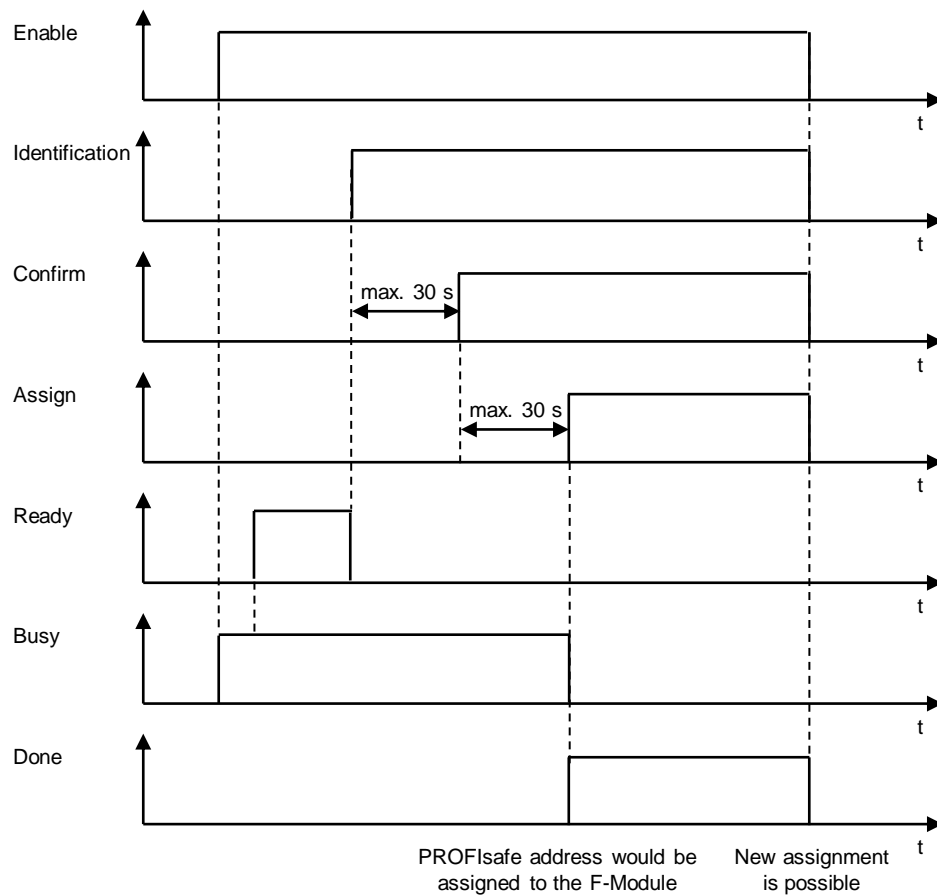 Enable
t
Identification
t
Confirm
max. 30 s
t
Assign
max. 30 s
t
Ready
t
Busy
t
Done
t
PROFIsafe address would be
assigned to the F-Module
New assignment
is possible